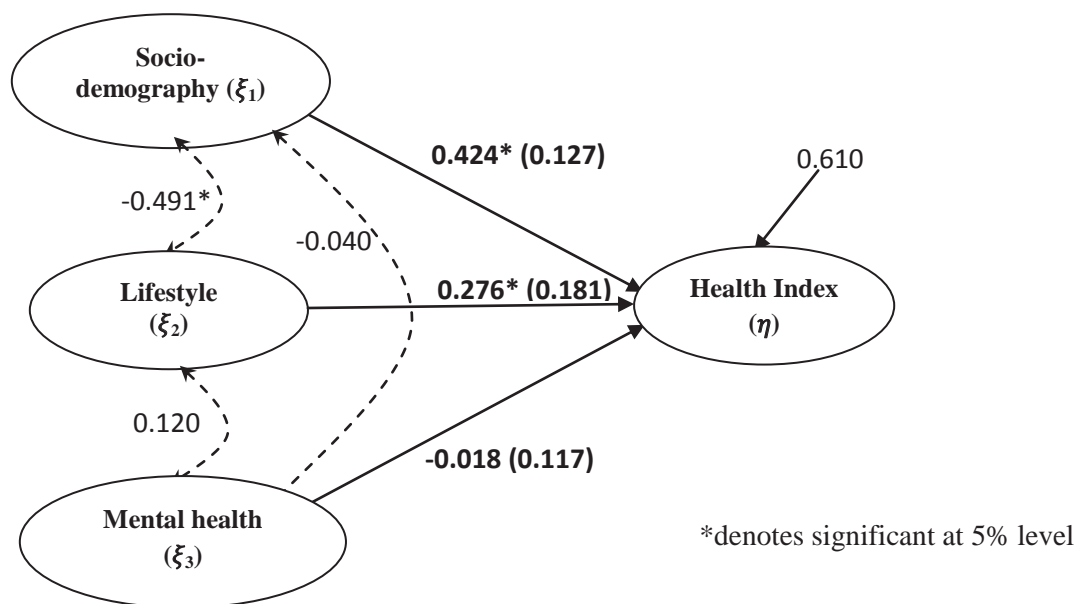 Socio-
demography (ξ₁)
0.424* (0.127)
0.610
-0.491*
-0.040
Lifestyle
(ξ₂)
0.276* (0.181)
Health Index
(η)
0.120
-0.018 (0.117)
Mental health
(ξ₃)
*denotes significant at 5% level